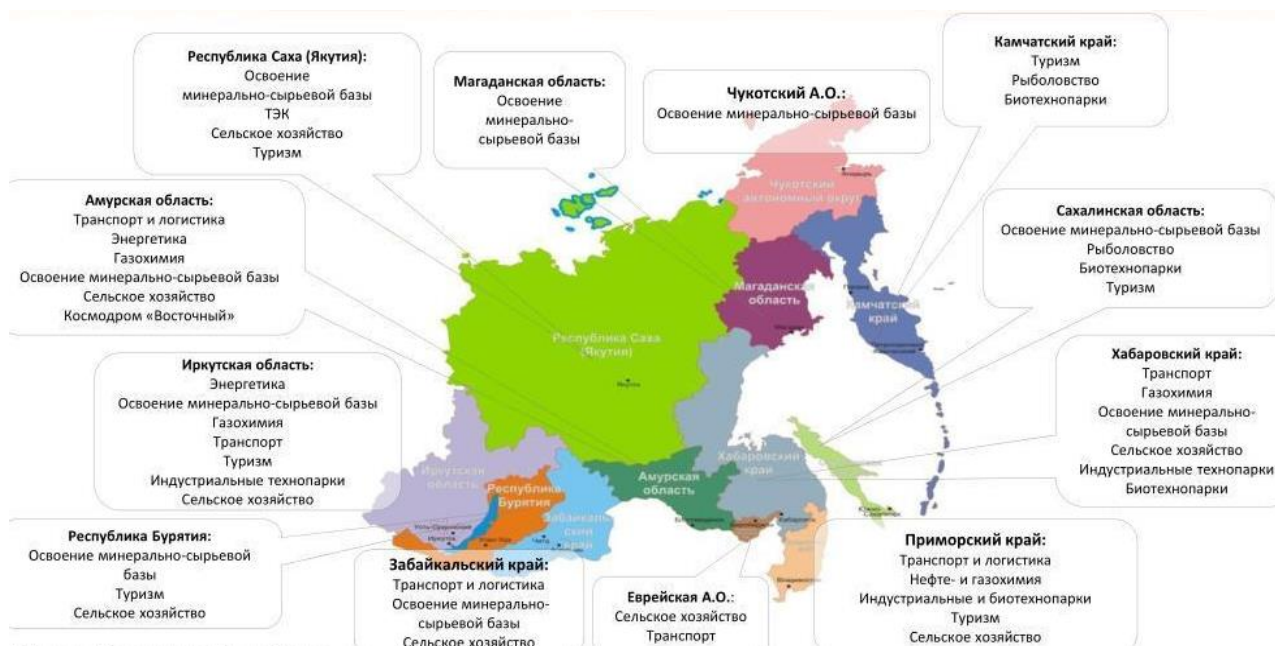 Республика Саха (Якутия):
Освоение
минерально-сырьевой базы
ТЭК
Сельское хозяйство
Туризм
Магаданская область:
Освоение
минерально-
сырьевой базы
Чукотский А.О.:
Освоение минерально-сырьевой базы
Камчатский край:
Туризм
Рыболовство
Биотехнопарки
Амурская область:
Транспорт и логистика
Энергетика
Газохимия
Освоение минерально-сырьевой базы
Сельское хозяйство
Космодром «Восточный»
Сахалинская область:
Освоение минерально-сырьевой базы
Рыболовство
Биотехнопарки
Туризм
Иркутская область:
Энергетика
Освоение минерально-сырьевой базы
Газохимия
Транспорт
Туризм
Индустриальные технопарки
Сельское хозяйство
Хабаровский край:
Транспорт
Газохимия
Освоение минерально-
сырьевой базы
Сельское хозяйство
Индустриальные технопарки
Биотехнопарки
Республика Бурятия:
Освоение минерально-сырьевой
базы
Туризм
Сельское хозяйство
Забайкальский край:
Транспорт и логистика
Освоение минерально-
сырьевой базы
Сельское хозяйство
Еврейская А.О.:
Сельское хозяйство
Транспорт
Приморский край:
Транспорт и логистика
Нефте- и газохимия
Индустриальные и биотехнопарки
Туризм
Сельское хозяйство
Чукотский
автономный округ
Магаданская
область
Камчатский
край
Республика Саха
(Якутия)
Якутск
Иркутская
область
Республика
Бурятия
Забайкаль
ский
край
Амурская
область
Хабаровский
край
Иркутск
Чита
Хабаровск
Владивосток